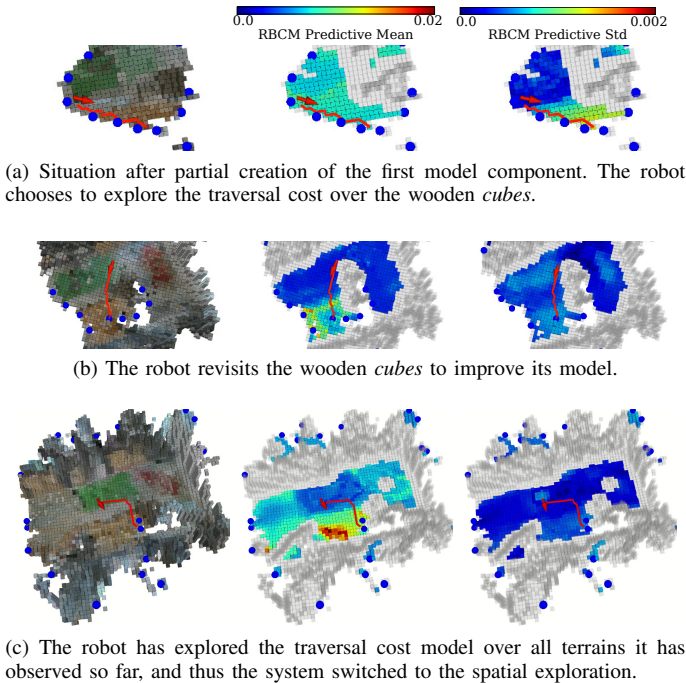 0.0 0.02 0.0 0.002
RBCM Predictive Mean RBCM Predictive Std
(a) Situation after partial creation of the first model component. The robot
chooses to explore the traversal cost over the wooden cubes.
(b) The robot revisits the wooden cubes to improve its model.
(c) The robot has explored the traversal cost model over all terrains it has
observed so far, and thus the system switched to the spatial exploration.